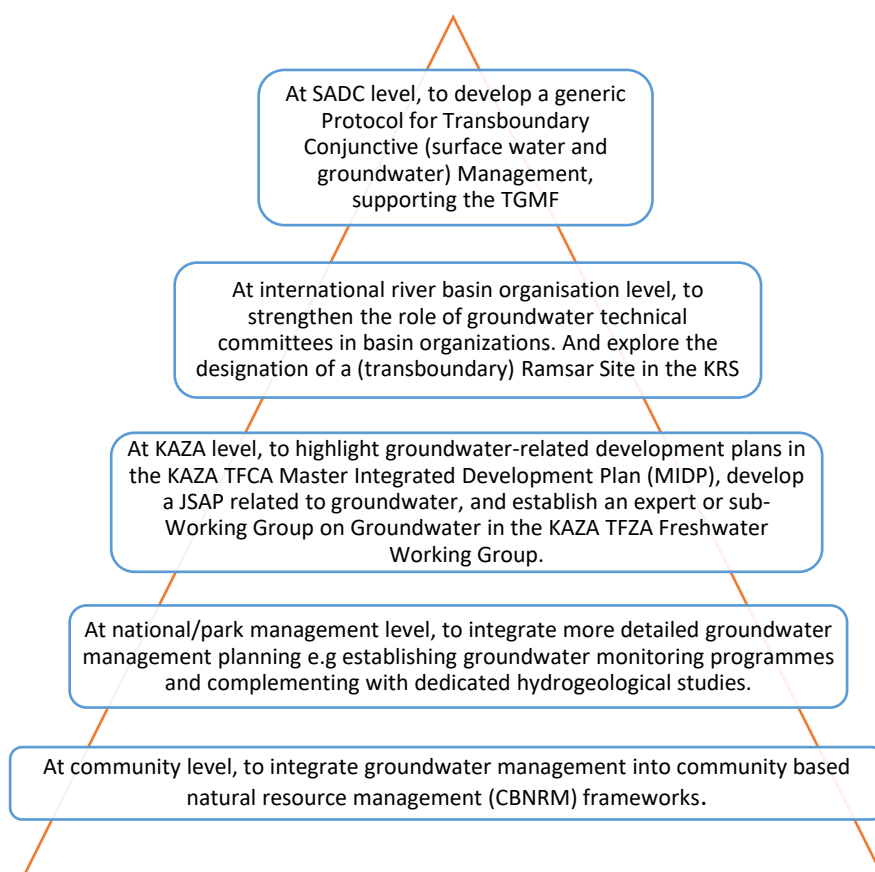 At SADC level, to develop a generic
Protocol for Transboundary
Conjunctive (surface water and
groundwater) Management,
supporting the TGMF
At international river basin organisation level, to
strengthen the role of groundwater technical
committees in basin organizations. And explore the
designation of a (transboundary) Ramsar Site in the KRS
At KAZA level, to highlight groundwater-related development plans in
the KAZA TFCA Master Integrated Development Plan (MIDP), develop
a JSAP related to groundwater, and establish an expert or sub-
Working Group on Groundwater in the KAZA TFZA Freshwater
Working Group.
At national/park management level, to integrate more detailed groundwater
management planning e.g establishing groundwater monitoring programmes
and complementing with dedicated hydrogeological studies.
At community level, to integrate groundwater management into community based
natural resource management (CBNRM) frameworks.